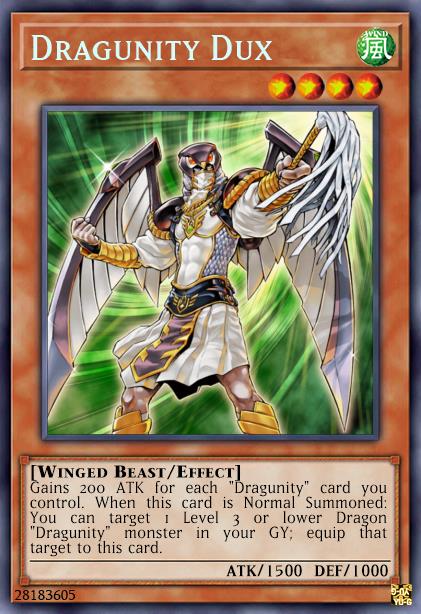 Dragunity Dux
WIND
風
[Winged Beast/Effect]
Gains 200 ATK for each "Dragunity" card you
control. When this card is Normal Summoned:
You can target 1 Level 3 or lower Dragon
"Dragunity" monster in your GY; equip that
target to this card.
ATK/1500 DEF/1000
28183605